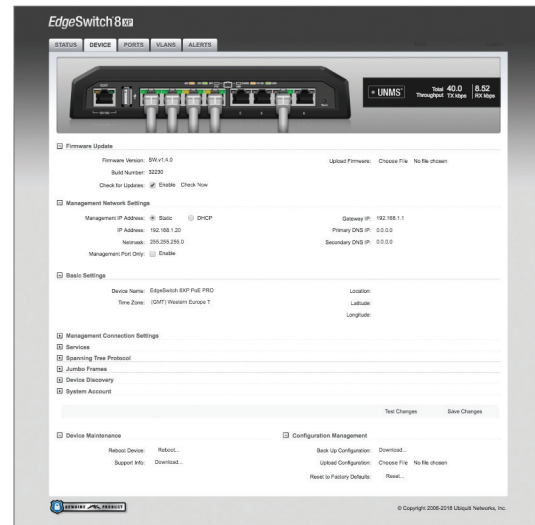 EdgeSwitch 8 XP
STATUS DEVICE PORTS VLANS ALERTS
UNMS Total Throughput 40.0 TX kbps 8.52 RX kbps
Firmware Update
Firmware Version: SW.v1.4.0 Upload Firmware: Choose File No file chosen
Build Number: 32230
Check for Updates: Enable Check Now
Management Network Settings
Management IP Address: Static DHCP Gateway IP: 192.168.1.1
IP Address: 192.168.1.20 Primary DNS IP: 0.0.0.0
Netmask: 255.255.255.0 Secondary DNS IP: 0.0.0.0
Management Port Only: Enable
Basic Settings
Device Name: EdgeSwitch 8XP PoE PRO Location:
Time Zone: (GMT) Western Europe T Latitude:
Longitude:
Management Connection Settings
Services
Spanning Tree Protocol
Jumbo Frames
Device Discovery
System Account
Test Changes Save Changes
Device Maintenance Configuration Management
Reboot Device: Reboot... Back Up Configuration: Download...
Support Info: Download... Upload Configuration: Choose File No file chosen
Reset to Factory Defaults: Reset...
GENUINE PRODUCT © Copyright 2006-2018 Ubiquiti Networks, Inc.